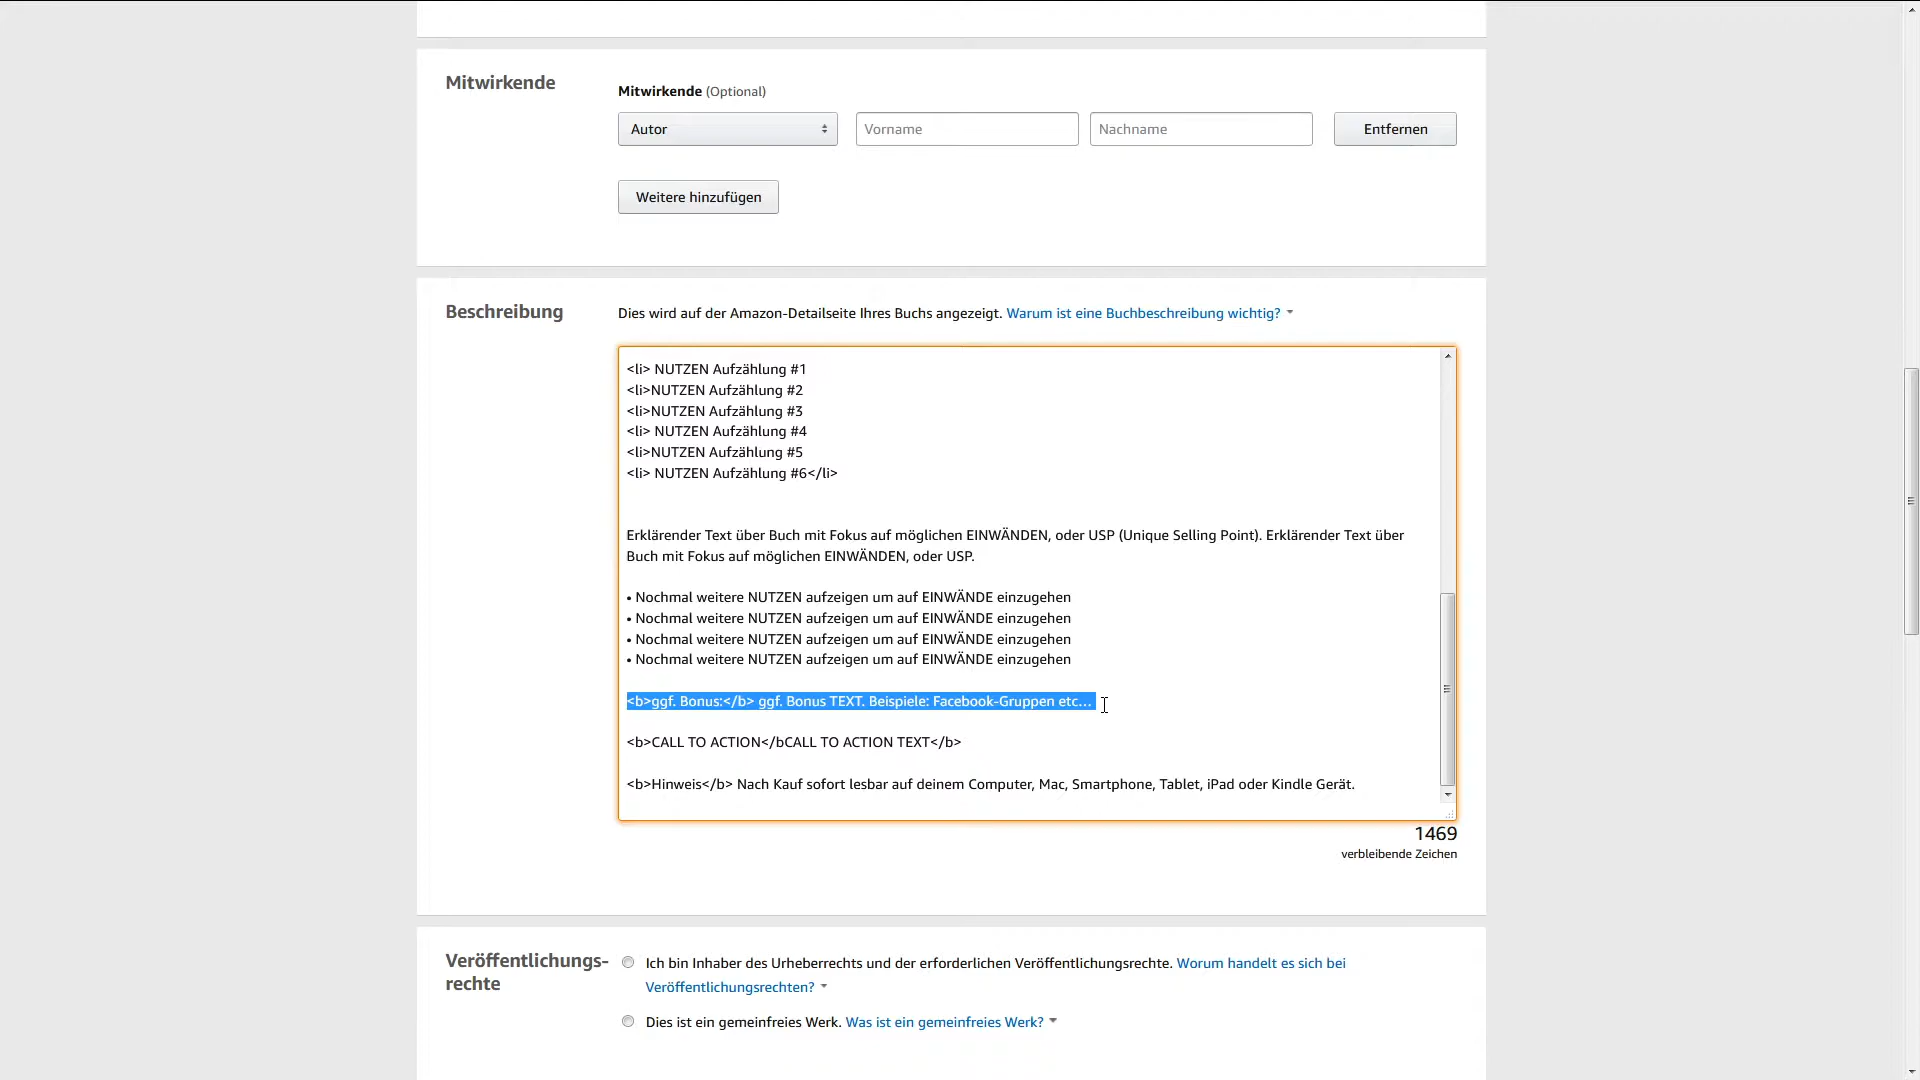 Mitwirkende
Mitwirkende (Optional)
Autor
Vorname
Nachname
Entfernen
Weitere hinzufügen
Beschreibung
Dies wird auf der Amazon-Detailseite Ihres Buchs angezeigt. Warum ist eine Buchbeschreibung wichtig?
<li> NUTZEN Aufzählung #1
<li>NUTZEN Aufzählung #2
<li>NUTZEN Aufzählung #3
<li> NUTZEN Aufzählung #4
<li>NUTZEN Aufzählung #5
<li> NUTZEN Aufzählung #6</li>
Erklärender Text über Buch mit Fokus auf möglichen EINWÄNDEN, oder USP (Unique Selling Point). Erklärender Text über
Buch mit Fokus auf möglichen EINWÄNDEN, oder USP.
• Nochmal weitere NUTZEN aufzeigen um auf EINWÄNDE einzugehen
• Nochmal weitere NUTZEN aufzeigen um auf EINWÄNDE einzugehen
• Nochmal weitere NUTZEN aufzeigen um auf EINWÄNDE einzugehen
• Nochmal weitere NUTZEN aufzeigen um auf EINWÄNDE einzugehen
<b>ggf. Bonus:</b> ggf. Bonus TEXT. Beispiele: Facebook-Gruppen etc...
<b>CALL TO ACTION</bCALL TO ACTION TEXT</b>
<b>Hinweis</b> Nach Kauf sofort lesbar auf deinem Computer, Mac, Smartphone, Tablet, iPad oder Kindle Gerät.
1469
verbleibende Zeichen
Veröffentlichungs-
rechte
Ich bin Inhaber des Urheberrechts und der erforderlichen Veröffentlichungsrechte. Worum handelt es sich bei
Veröffentlichungsrechten?
Dies ist ein gemeinfreies Werk. Was ist ein gemeinfreies Werk?